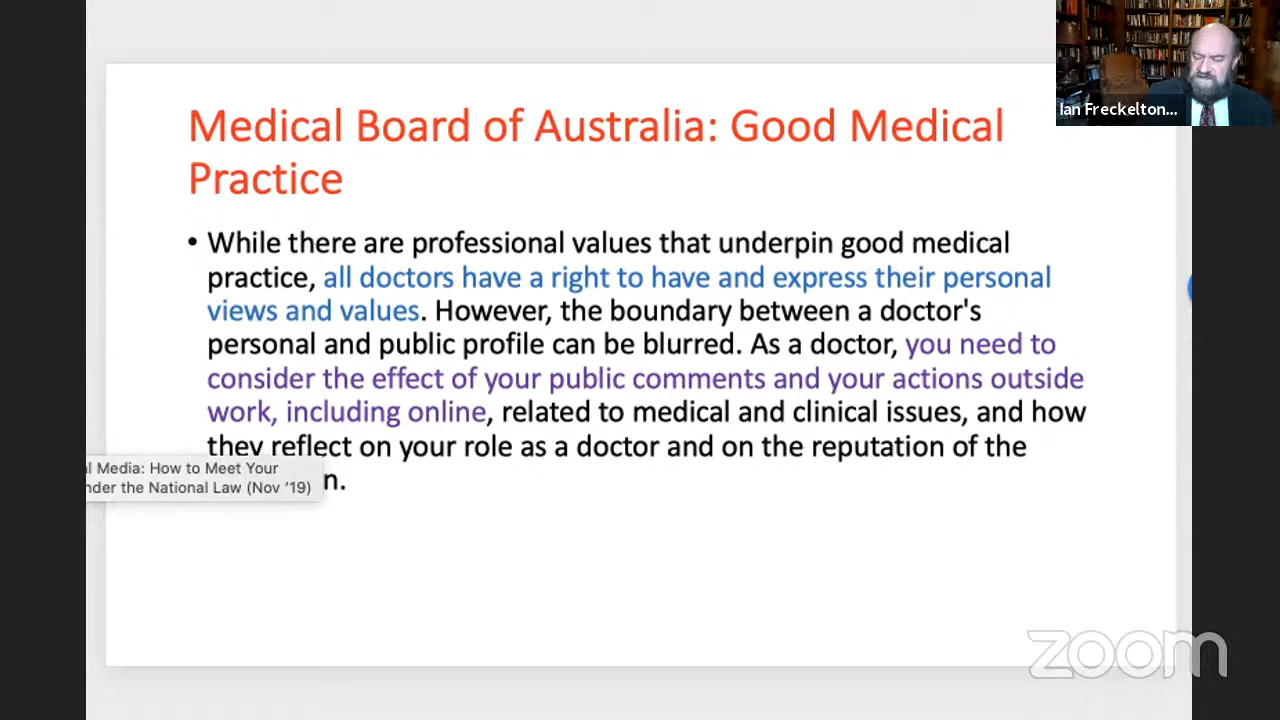 Ian Freckelton...
Medical Board of Australia: Good Medical
Practice
• While there are professional values that underpin good medical
practice, all doctors have a right to have and express their personal
views and values. However, the boundary between a doctor's
personal and public profile can be blurred. As a doctor, you need to
consider the effect of your public comments and your actions outside
work, including online, related to medical and clinical issues, and how
they reflect on your role as a doctor and on the reputation of the
n.
l Media: How to Meet Your
nder the National Law (Nov '19)
zoom